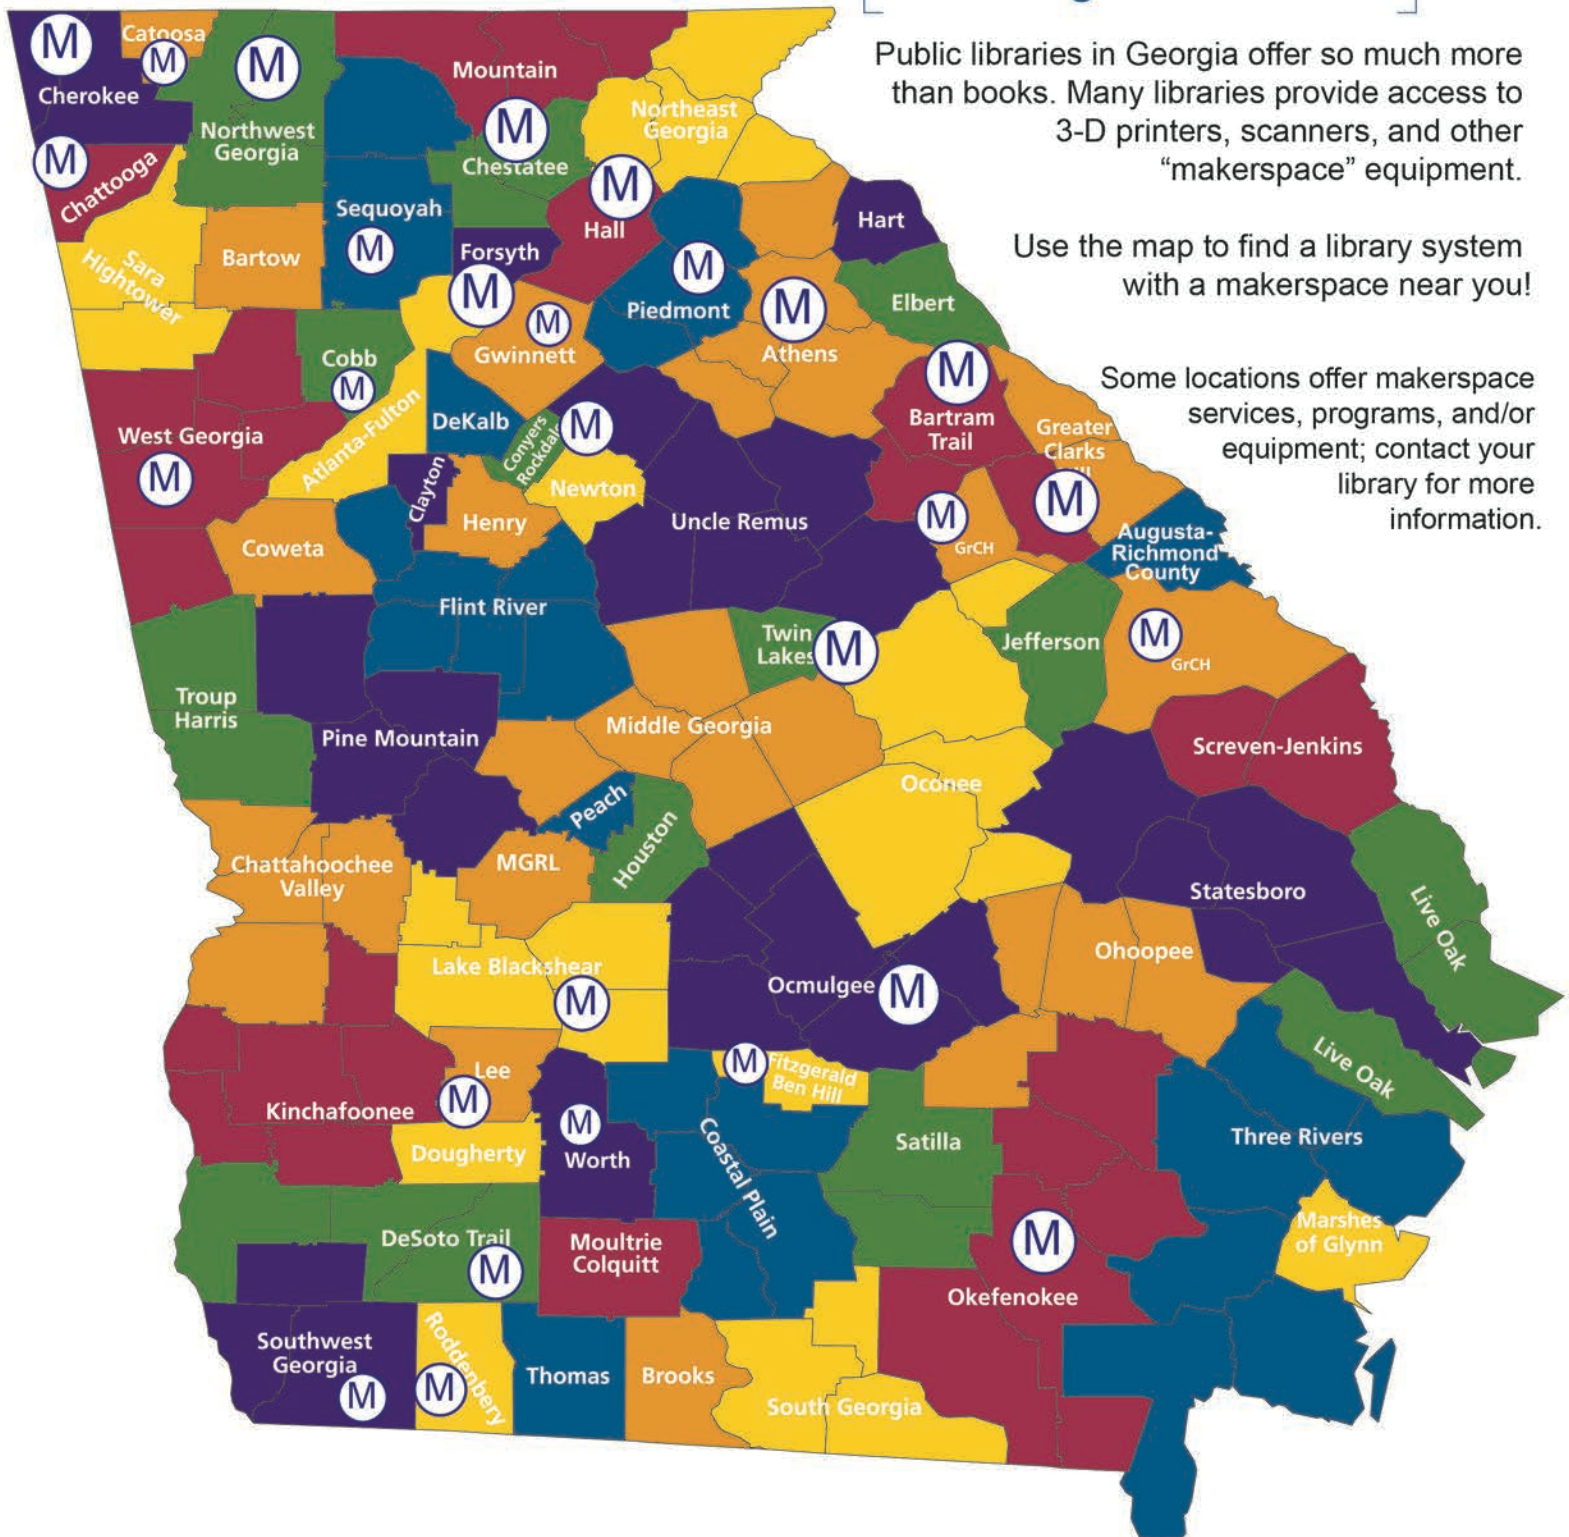 Public libraries in Georgia offer so much more
than books. Many libraries provide access to
3-D printers, scanners, and other
“makerspace” equipment.
Use the map to find a library system
with a makerspace near you!
Some locations offer makerspace
services, programs, and/or
equipment; contact your
library for more
information.
M
Catoosa
M
M
Cherokee
Mountain
Northwest
Georgia
M
Chestatee
Northeast
Georgia
M
Chattooga
M
Hall
Hart
Sequoyah
M
Sara
Hightower
Bartow
Forsyth
M
M
Piedmont
M
Athens
Elbert
M
Gwinnett
Cobb
M
M
Bartram
Trail
Greater
Clarks
West Georgia
M
Atlanta-Fulton
DeKalb
Conyers
Rockdale
M
Newton
Clayton
Henry
Uncle Remus
M
GrCH
M
Augusta-
Richmond
County
Coweta
Flint River
Twin
Lakes
M
Jefferson
M
GrCH
Troup
Harris
Pine Mountain
Middle Georgia
Screven-Jenkins
Oconee
Peach
Houston
Chattahoochee
Valley
MGRL
Statesboro
Live Oak
Lake Blackshear
M
Ocmulgee
M
Ohoopee
Live Oak
Lee
M
Kinchafoonee
Dougherty
M
Worth
M
Fitzgerald
Ben Hill
Coastal Plain
Satilla
Three Rivers
Marshes
of Glynn
DeSoto Trail
M
Moultrie
Colquitt
M
Okefenokee
Southwest
Georgia
M
Roddenbery
M
Thomas
Brooks
South Georgia